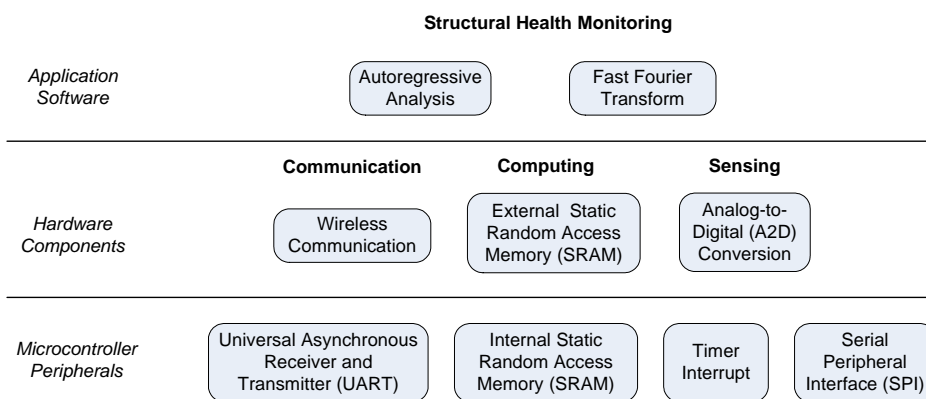 Structural Health Monitoring
Application
Software
Autoregressive
Analysis
Fast Fourier
Transform
Communication
Computing
Sensing
Hardware
Components
Wireless
Communication
External Static
Random Access
Memory (SRAM)
Analog-to-
Digital (A2D)
Conversion
Microcontroller
Peripherals
Universal Asynchronous
Receiver and
Transmitter (UART)
Internal Static
Random Access
Memory (SRAM)
Timer
Interrupt
Serial
Peripheral
Interface (SPI)